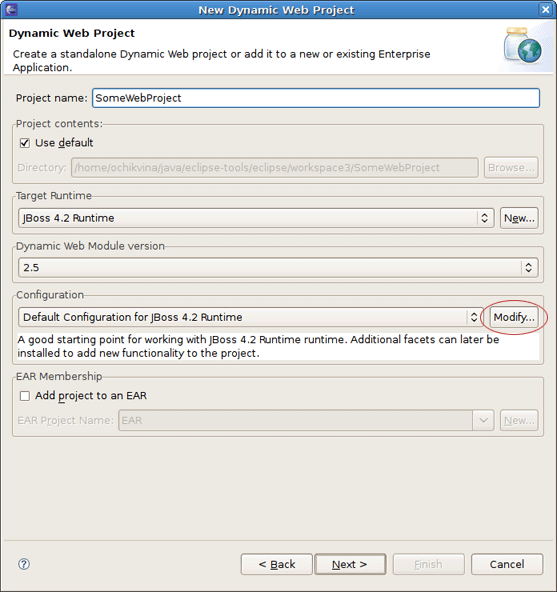 New Dynamic Web Project
Dynamic Web Project
Create a standalone Dynamic Web project or add it to a new or existing Enterprise
Application.
Project name: SomeWebProject
Project contents:
Use default
Directory: /home/ochikvina/java/eclipse-tools/eclipse/workspace3/SomeWebProject Browse...
Target Runtime
JBoss 4.2 Runtime New...
Dynamic Web Module version
2.5
Configuration
Default Configuration for JBoss 4.2 Runtime Modify...
A good starting point for working with JBoss 4.2 Runtime runtime. Additional facets can later be
installed to add new functionality to the project.
EAR Membership
Add project to an EAR
EAR Project Name: EAR New...
? < Back Next > Finish Cancel